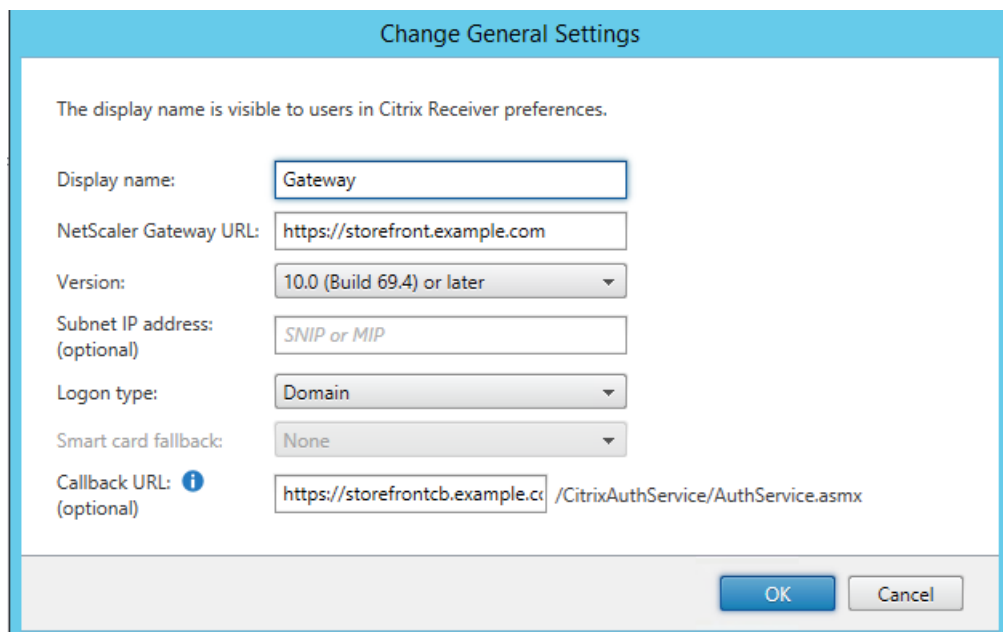 Change General Settings
The display name is visible to users in Citrix Receiver preferences.
Display name: Gateway
NetScaler Gateway URL: https://storefront.example.com
Version: 10.0 (Build 69.4) or later
Subnet IP address:
(optional)
SNIP or MIP
Logon type: Domain
Smart card fallback: None
Callback URL:
(optional)
https://storefrontcb.example.c /CitrixAuthService/AuthService.asmx
OK Cancel